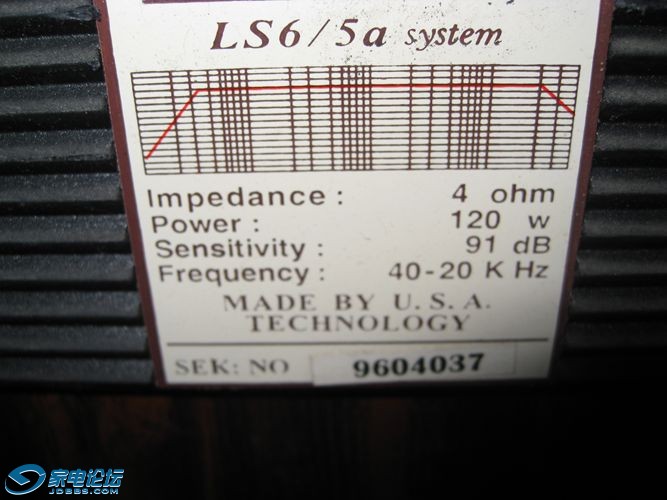 LS6/5a system
Impedance : 4 ohm
Power : 120 w
Sensitivity : 91 dB
Frequency : 40-20 K Hz
MADE BY U. S. A.
TECHNOLOGY
SEK: NO 9604037
家电论坛
JDBBS.COM